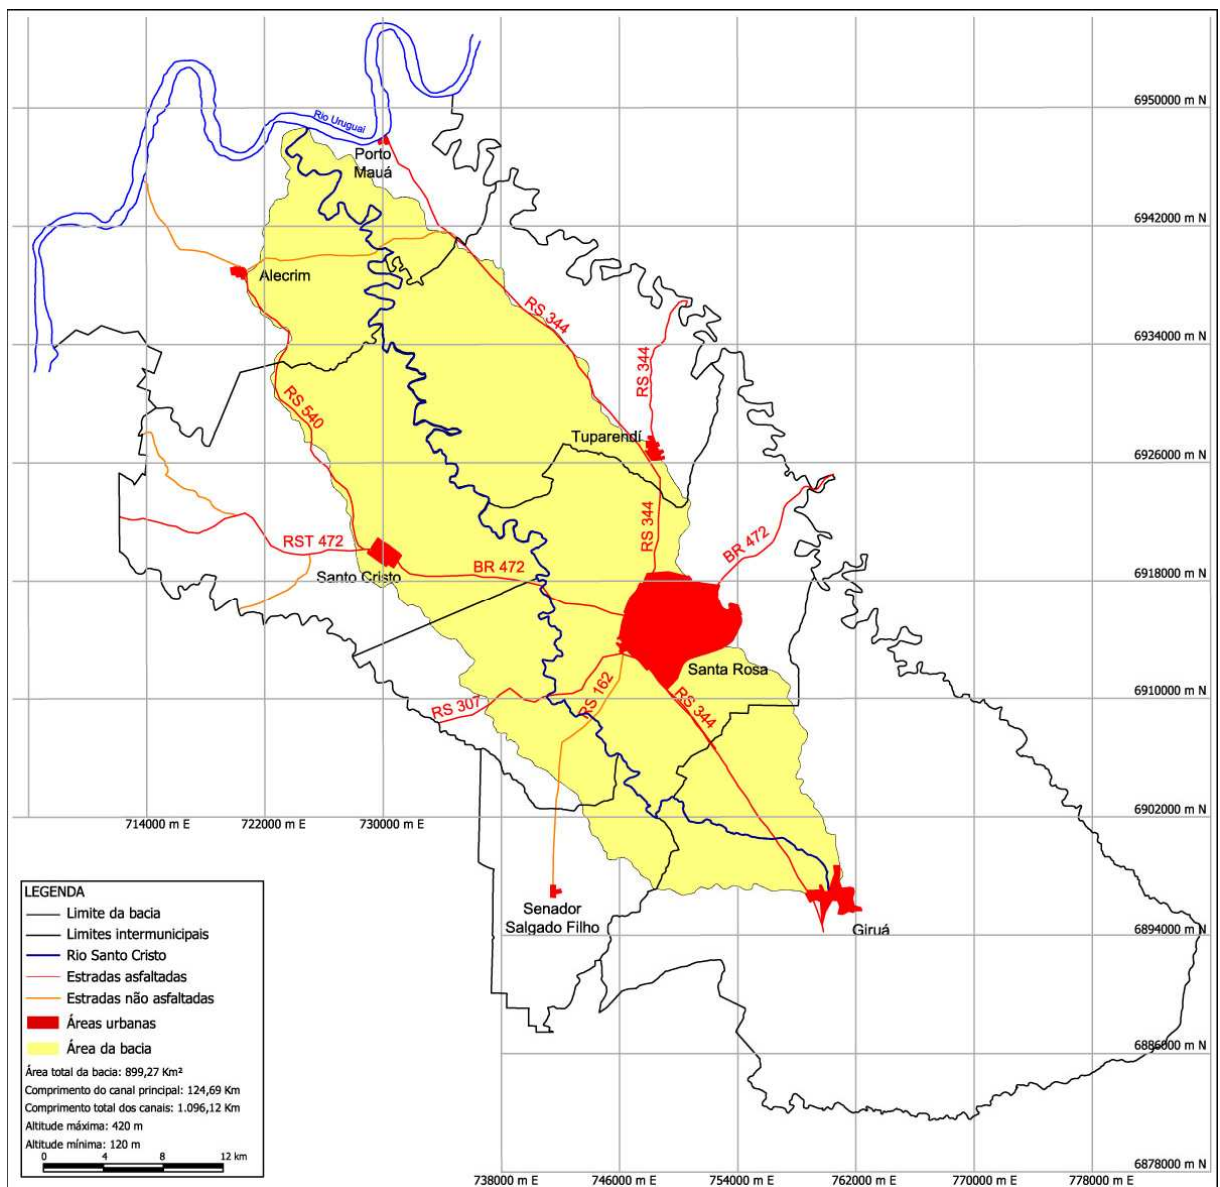 6950000 m N
Rio Uruguai
Porto
Mauá
6942000 m N
Alecrim
RS 344
6934000 m N
RS 344
RS 540
Tuparendí
6926000 m N
RS 344
BR 472
RST 472
BR 472
Santo Cristo
6918000 m N
Santa Rosa
RS 162
RS 307
RS 344
6910000 m N
6902000 m N
714000 m E
722000 m E
730000 m E
Senador
Salgado Filho
Giruá
6894000 m N
6886000 m N
6878000 m N
738000 m E
746000 m E
754000 m E
762000 m E
770000 m E
778000 m E
LEGENDA
Limite da bacia
Limites intermunicipais
Rio Santo Cristo
Estradas asfaltadas
Estradas não asfaltadas
Áreas urbanas
Área da bacia
Área total da bacia: 899,27 Km²
Comprimento do canal principal: 124,69 Km
Comprimento total dos canais: 1.096,12 Km
Altitude máxima: 420 m
Altitude mínima: 120 m
0 4 8 12 km